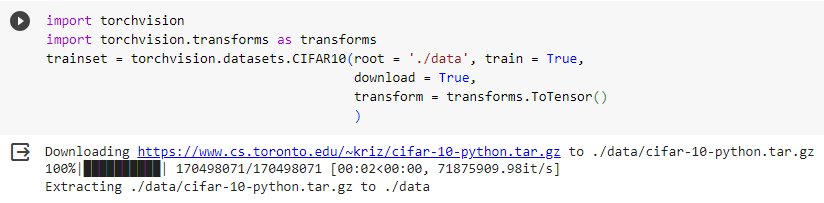 import torchvision
import torchvision.transforms as transforms
trainset = torchvision.datasets.CIFAR10(root = './data', train = True,
download = True,
transform = transforms.ToTensor()
)
Downloading https://www.cs.toronto.edu/~kriz/cifar-10-python.tar.gz to ./data/cifar-10-python.tar.gz
100%|██████████| 170498071/170498071 [00:02<00:00, 71875909.98it/s]
Extracting ./data/cifar-10-python.tar.gz to ./data